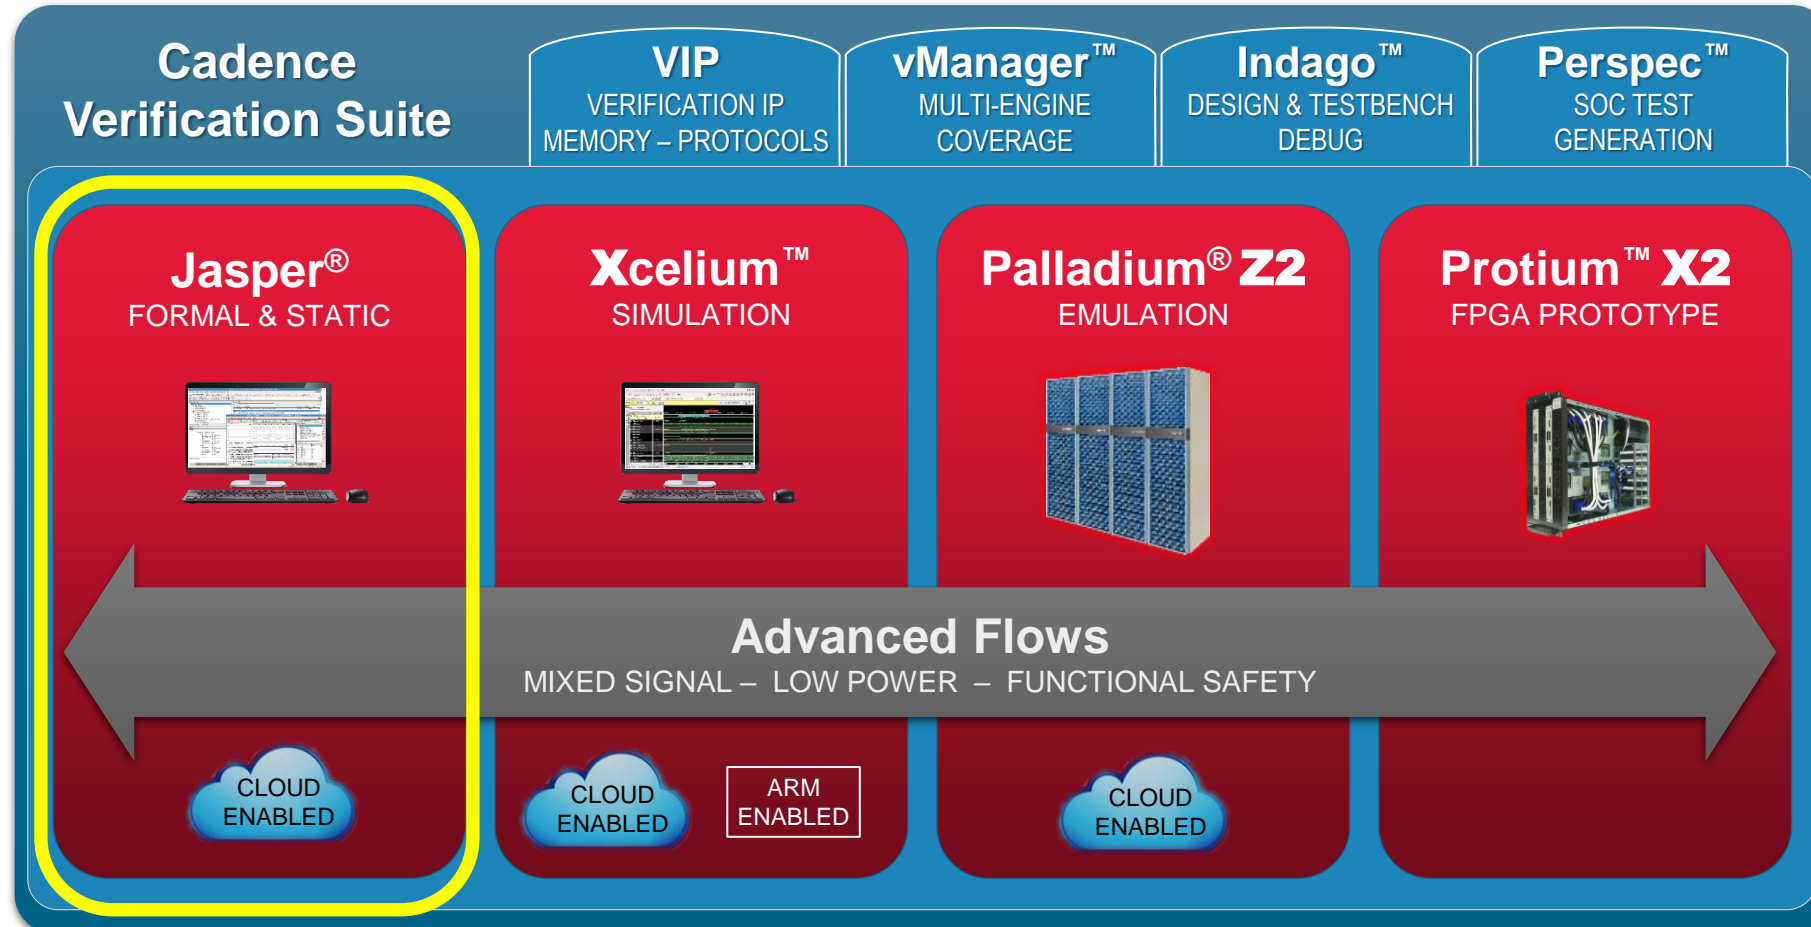 Cadence
Verification Suite
VIP
VERIFICATION IP
MEMORY – PROTOCOLS
vManager™
MULTI-ENGINE
COVERAGE
Indago™
DESIGN & TESTBENCH
DEBUG
Perspec™
SOC TEST
GENERATION
Jasper®
FORMAL & STATIC
Xcelium™
SIMULATION
Palladium® Z2
EMULATION
Protium™ X2
FPGA PROTOTYPE
Advanced Flows
MIXED SIGNAL – LOW POWER – FUNCTIONAL SAFETY
CLOUD
ENABLED
CLOUD
ENABLED
ARM
ENABLED
CLOUD
ENABLED